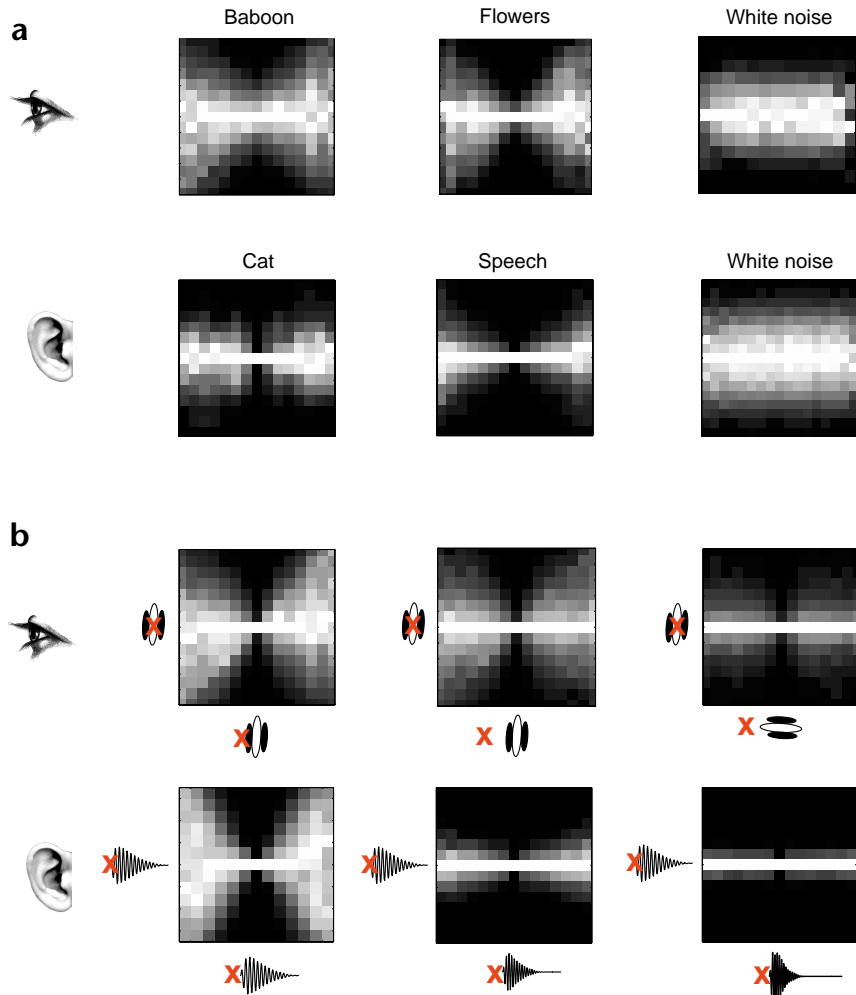 a
Baboon Flowers White noise
Cat Speech White noise
b
X X X
X X X
X X X
X X X